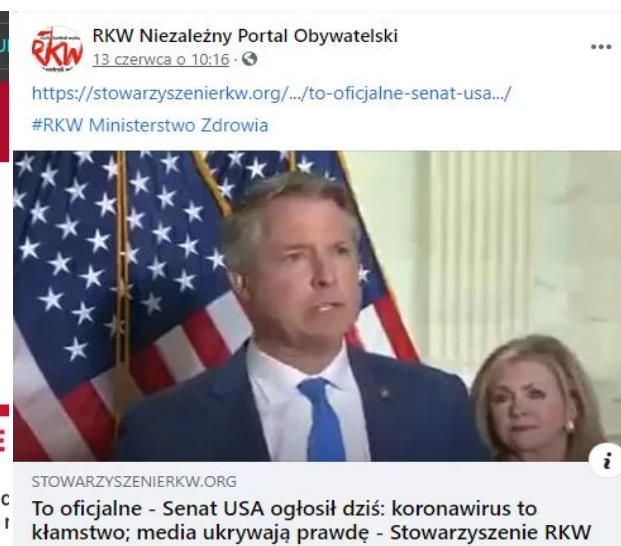 RKW Niezależny Portal Obywatelski
13 czerwca o 10:16 ·
https://stowarzyszenierkw.org/.../to-oficjalne-senat-usa.../
#RKW Ministerstwo Zdrowia
STOWARZYSZENIERKW.ORG
To oficjalne - Senat USA ogłosił dziś: koronawirus to
kłamstwo; media ukrywają prawdę - Stowarzyszenie RKW